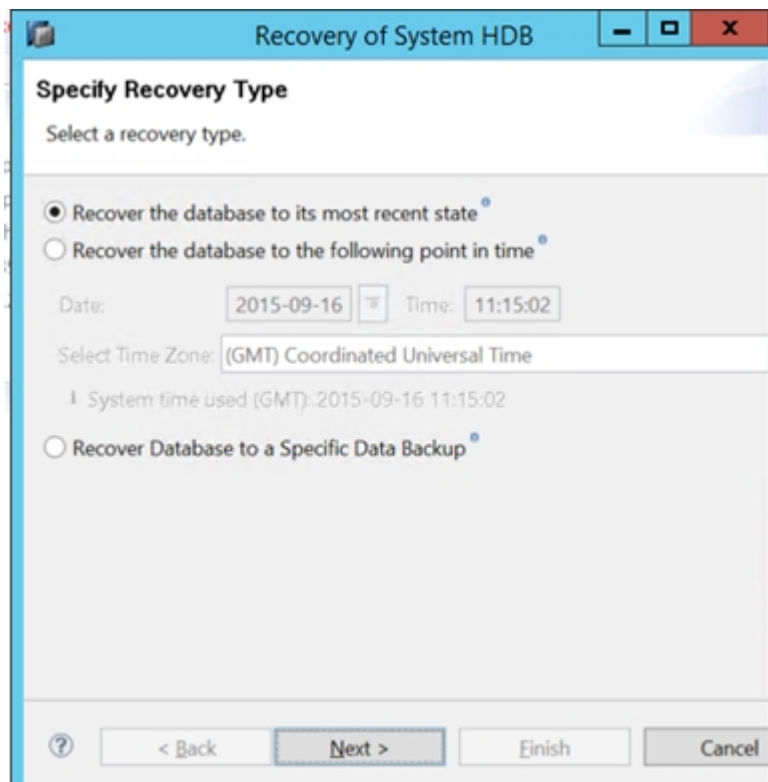 Recovery of System HDB
Specify Recovery Type
Select a recovery type.
Recover the database to its most recent state
Recover the database to the following point in time
Date: 2015-09-16 Time: 11:15:02
Select Time Zone: (GMT) Coordinated Universal Time
i System time used (GMT): 2015-09-16 11:15:02
Recover Database to a Specific Data Backup
? < Back Next > Finish Cancel